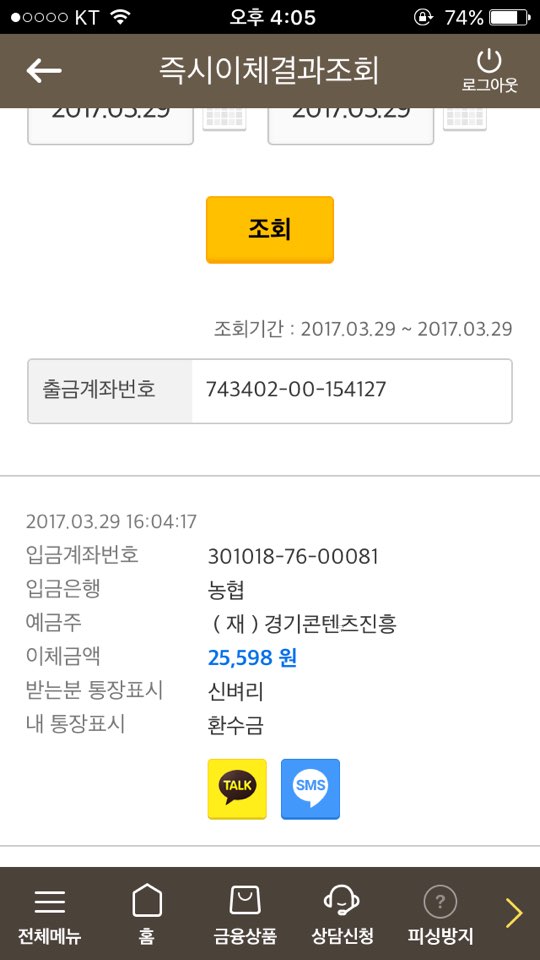 KT 오후 4:05 74%
즉시이체결과조회
로그아웃
2017.03.29 2017.03.29
조회
조회기간 : 2017.03.29 ~ 2017.03.29
출금계좌번호 743402-00-154127
2017.03.29 16:04:17
입금계좌번호 301018-76-00081
입금은행 농협
예금주 ( 재 ) 경기콘텐츠진흥
이체금액 25,598 원
받는분 통장표시 신벼리
내 통장표시 환수금
TALK SMS
?
전체메뉴 홈 금융상품 상담신청 피싱방지